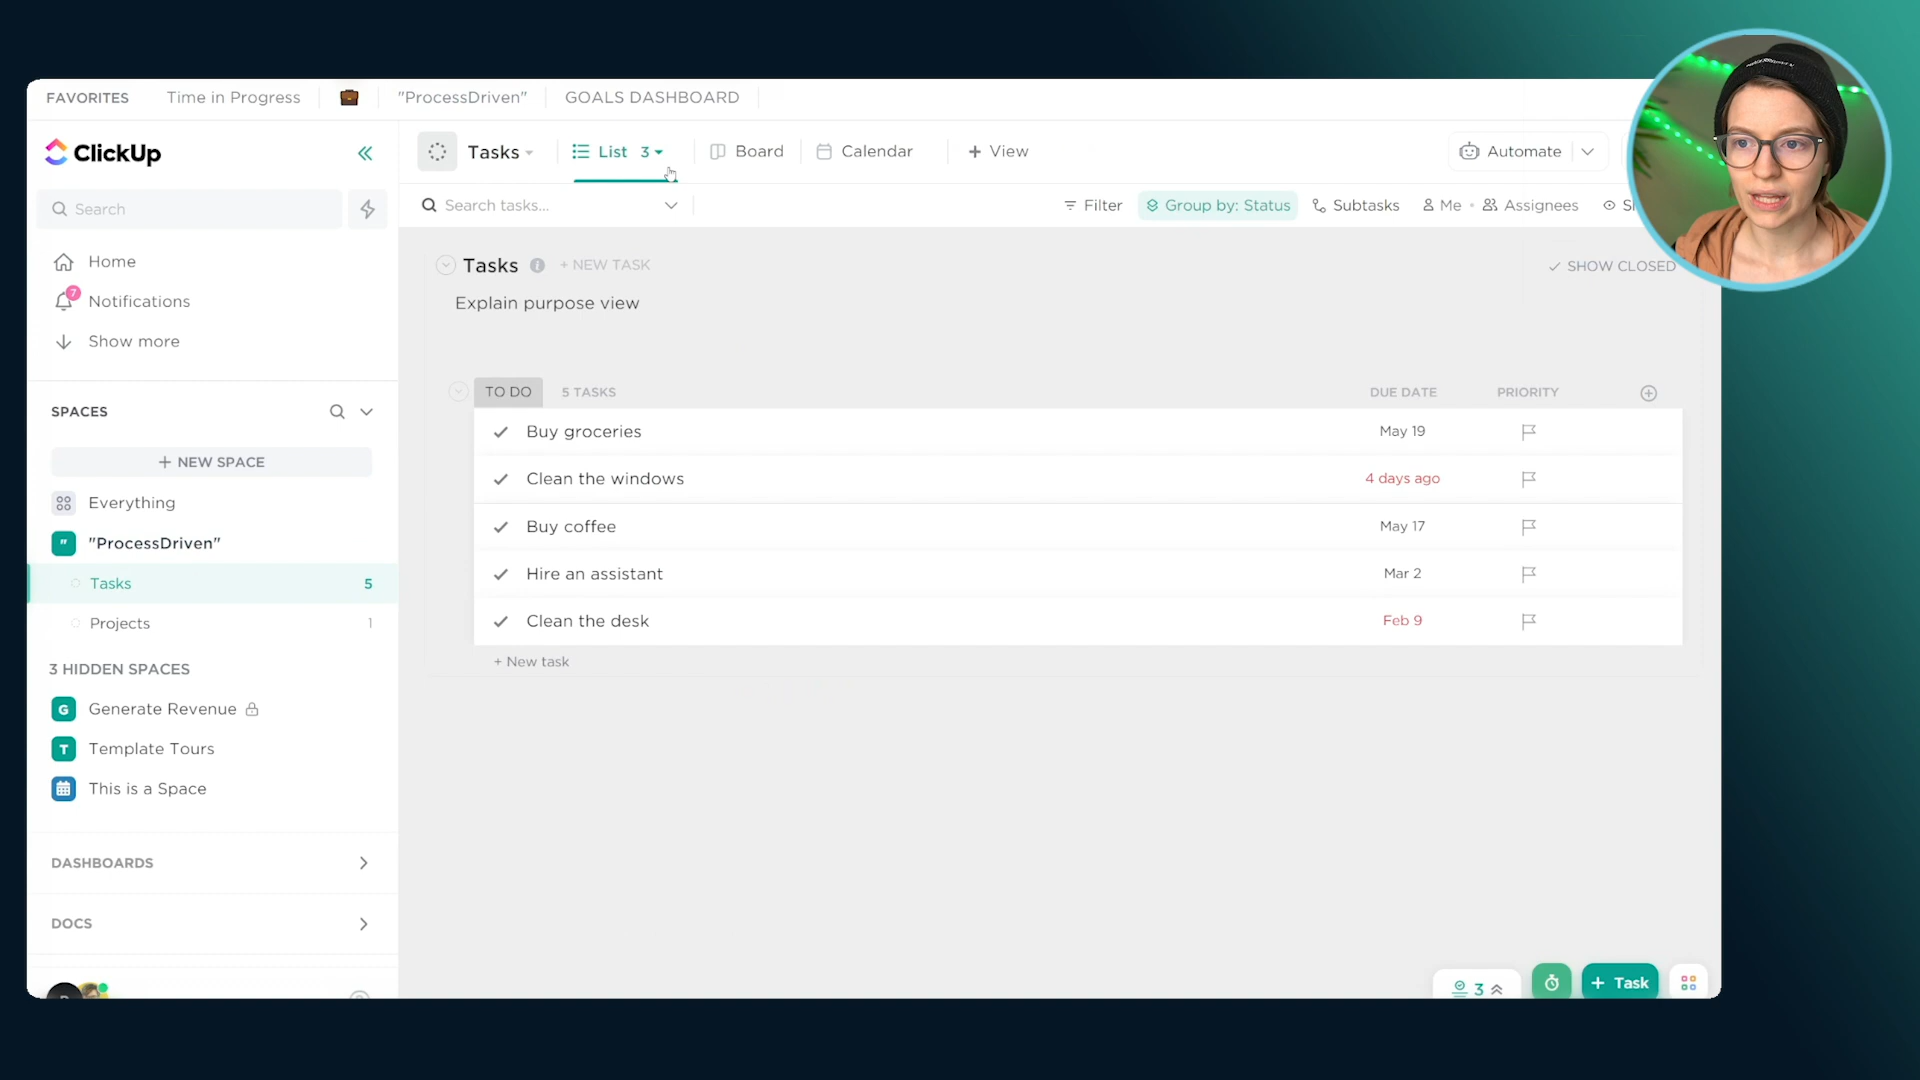 FAVORITES Time in Progress "ProcessDriven" GOALS DASHBOARD
ClickUp
Tasks List 3 Board Calendar + View Automate
Search
Search tasks... Filter Group by: Status Subtasks Me Assignees
Home
7
Notifications
Show more
Tasks + NEW TASK SHOW CLOSED
Explain purpose view
SPACES
+ NEW SPACE
Everything
" "ProcessDriven"
Tasks 5
Projects 1
3 HIDDEN SPACES
G Generate Revenue
T Template Tours
This is a Space
DASHBOARDS
DOCS
TO DO 5 TASKS DUE DATE PRIORITY
Buy groceries May 19
Clean the windows 4 days ago
Buy coffee May 17
Hire an assistant Mar 2
Clean the desk Feb 9
+ New task
3 + Task